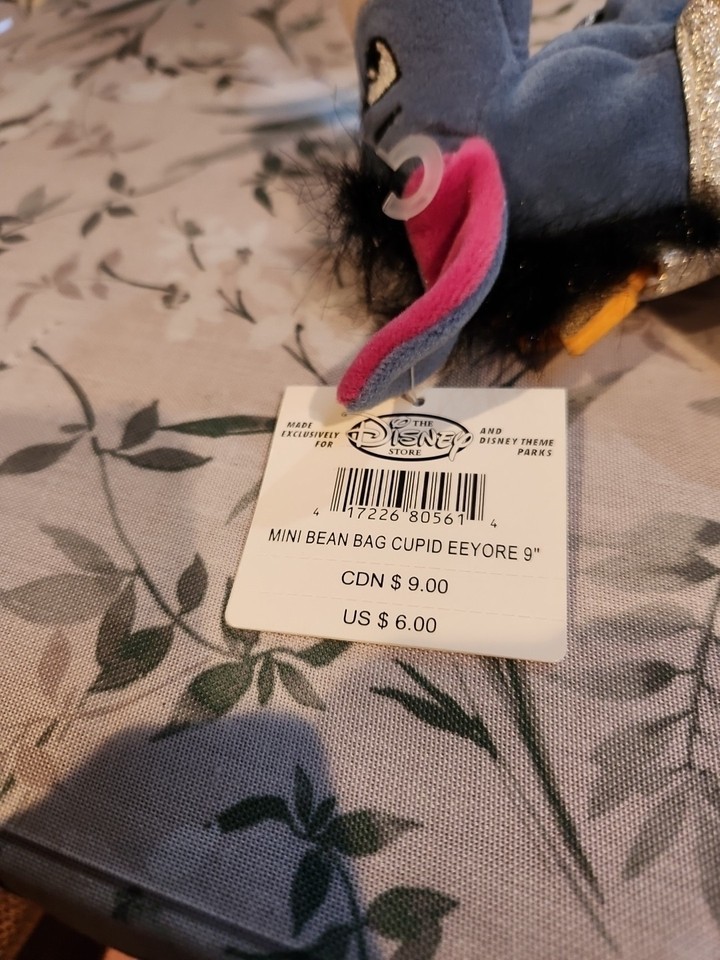 MADE EXCLUSIVELY FOR
THE DISNEY STORE
AND DISNEY THEME PARKS
4 17226 80561 4
MINI BEAN BAG CUPID EEYORE 9"
CDN $ 9.00
US $ 6.00